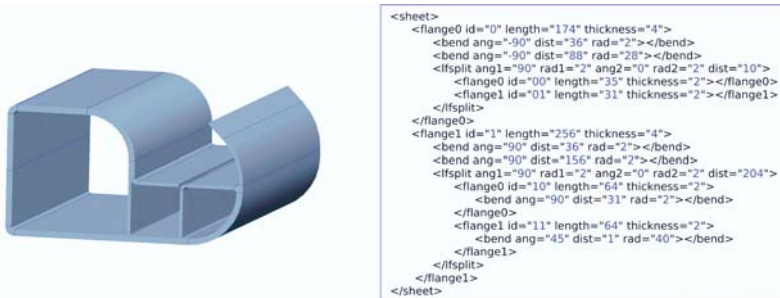 <sheet>
<flange0 id="0" length="174" thickness="4">
<bend ang="-90" dist="36" rad="2"></bend>
<bend ang="-90" dist="88" rad="28"></bend>
<lfsplit ang1="90" rad1="2" ang2="0" rad2="2" dist="10">
<flange0 id="00" length="35" thickness="2"></flange0>
<flange1 id="01" length="31" thickness="2"></flange1>
</lfsplit>
</flange0>
<flange1 id="1" length="256" thickness="4">
<bend ang="90" dist="36" rad="2"></bend>
<bend ang="90" dist="156" rad="2"></bend>
<lfsplit ang1="90" rad1="2" ang2="0" rad2="2" dist="204">
<flange0 id="10" length="64" thickness="2">
<bend ang="90" dist="31" rad="2"></bend>
</flange0>
<flange1 id="11" length="64" thickness="2">
<bend ang="45" dist="1" rad="40"></bend>
</flange1>
</lfsplit>
</flange1>
</sheet>